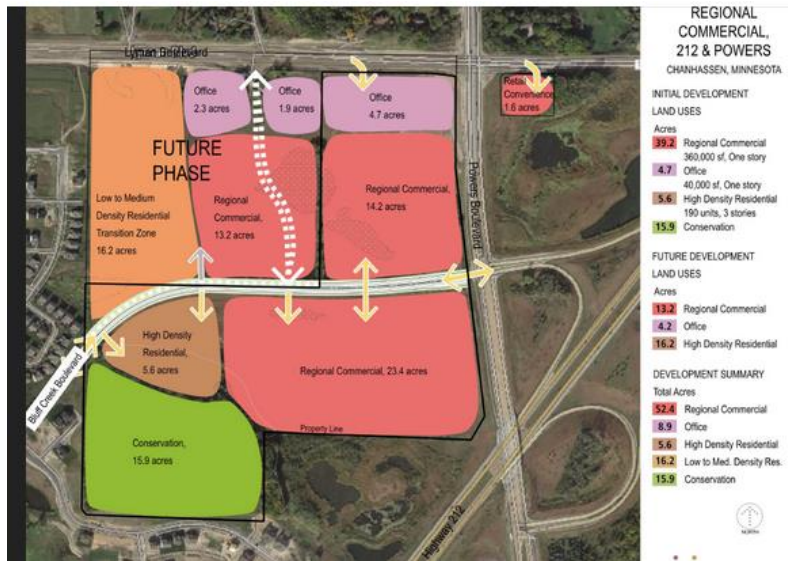 REGIONAL
COMMERCIAL,
212 & POWERS
CHANHASSEN, MINNESOTA
INITIAL DEVELOPMENT
LAND USES
Acres
39.2 Regional Commercial
360,000 sf, One story
4.7 Office
40,000 sf, One story
5.6 High Density Residential
190 units, 3 stories
15.9 Conservation
FUTURE DEVELOPMENT
LAND USES
Acres
13.2 Regional Commercial
4.2 Office
16.2 High Density Residential
DEVELOPMENT SUMMARY
Total Acres
52.4 Regional Commercial
8.9 Office
5.6 High Density Residential
16.2 Low to Med. Density Res.
15.9 Conservation
NORTH
Lyman Boulevard
Office
2.3 acres
Office
1.9 acres
Office
4.7 acres
Retail
Convenience,
1.6 acres
FUTURE
PHASE
Low to Medium
Density Residential
Transition Zone
16.2 acres
Regional
Commercial,
13.2 acres
Regional Commercial,
14.2 acres
Powers Boulevard
High Density
Residential,
5.6 acres
Regional Commercial, 23.4 acres
Bluff Creek Boulevard
Property Line
Conservation,
15.9 acres
Highway 212